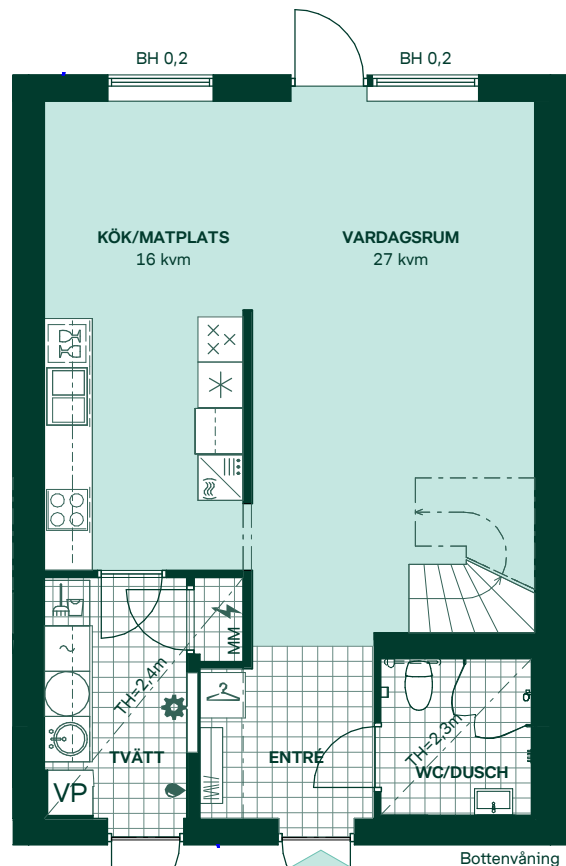 BH 0,2
BH 0,2
KÖK/MATPLATS
16 kvm
VARDAGSRUM
27 kvm
MM
TH=2,4m
TVÄTT
VP
ENTRÉ
TH=2,3m
WC/DUSCH
Bottenvåning